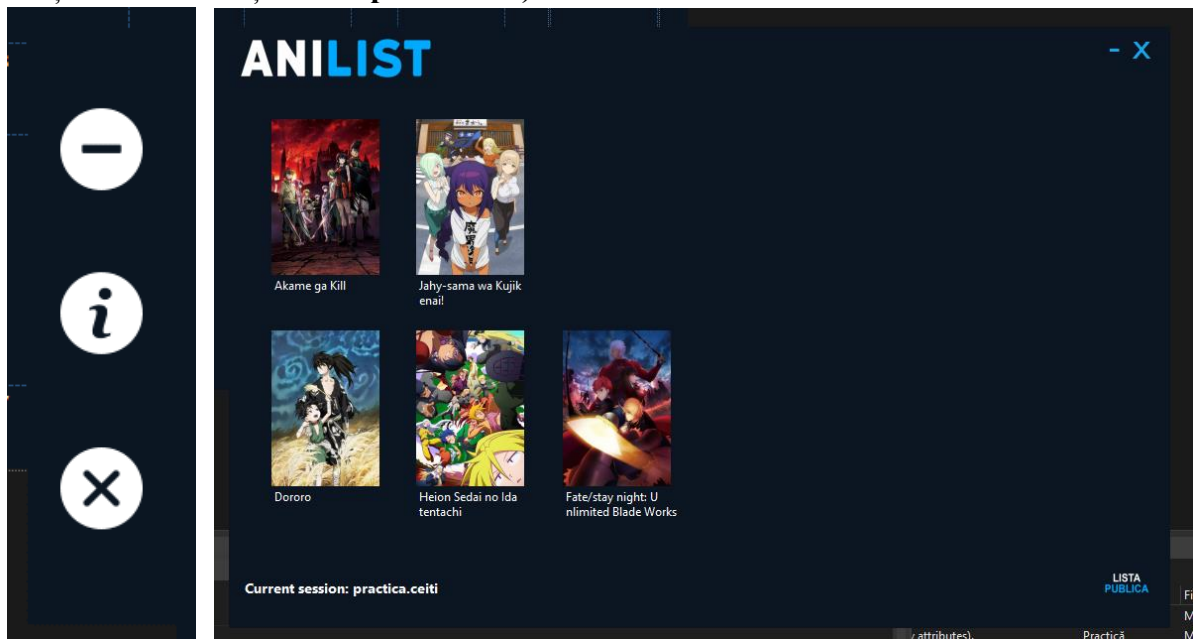 ANILIST
- X
Akame ga Kill
Jahy-sama wa Kujik
enai!
Dororo
Heion Sedai no Ida
tentachi
Fate/stay night: U
nlimited Blade Works
Current session: practica.ceiti
LISTA
PUBLICA
attributes).
Practică